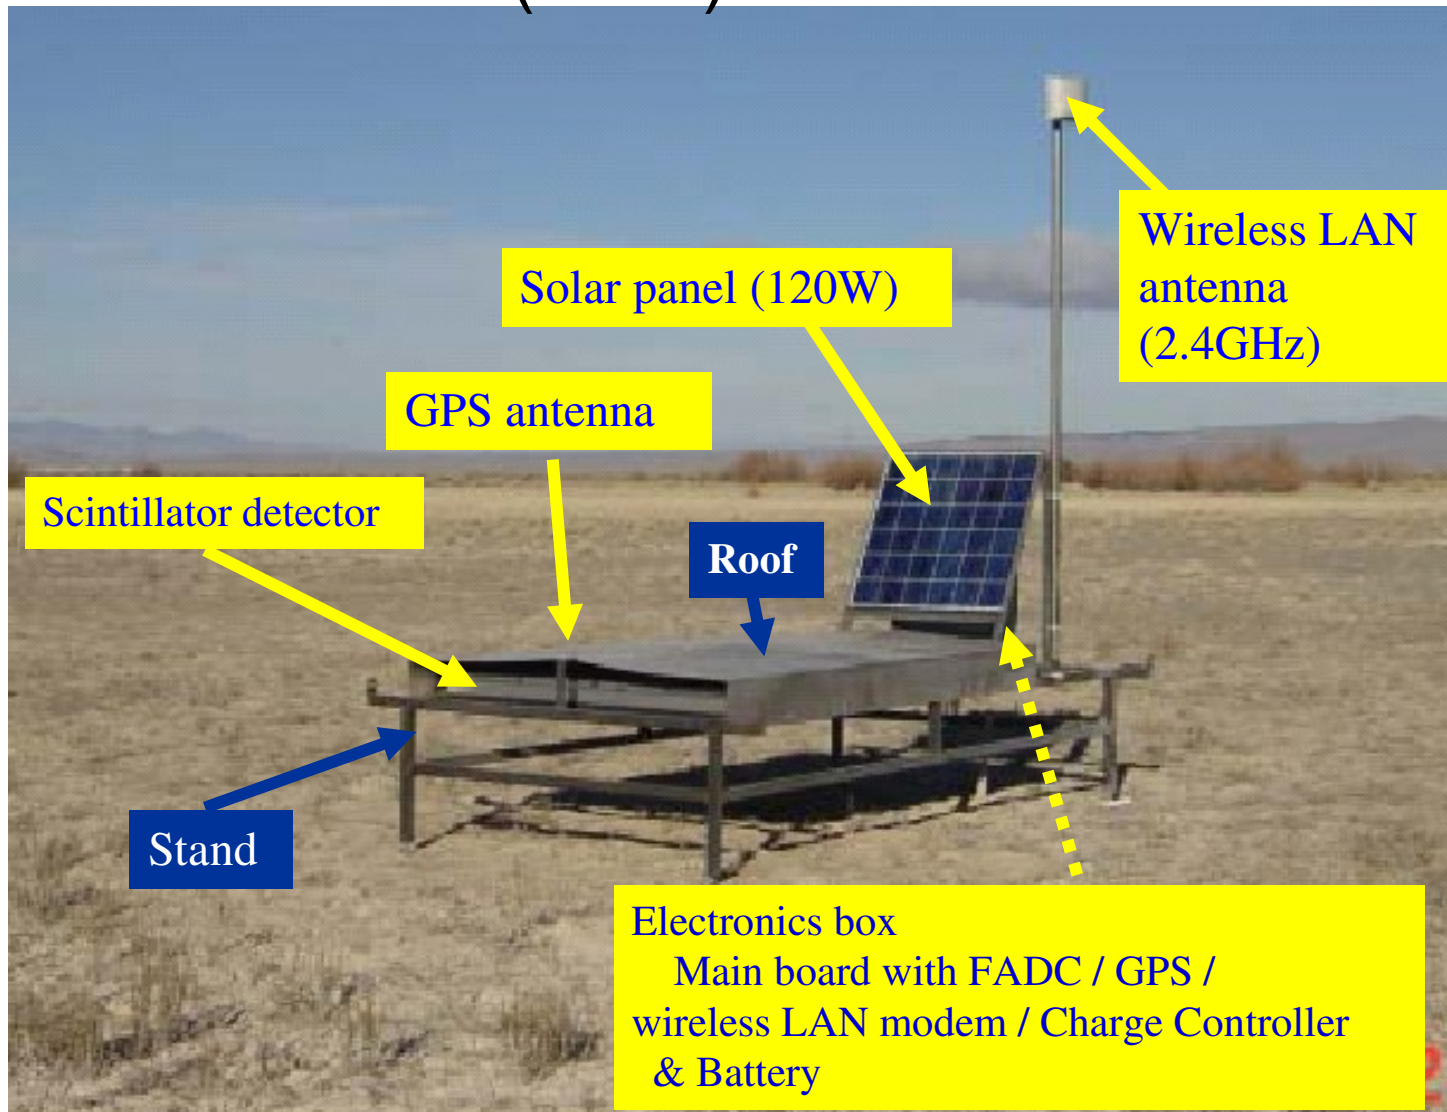 Wireless LAN
antenna
(2.4GHz)
Solar panel (120W)
GPS antenna
Scintillator detector
Roof
Stand
Electronics box
Main board with FADC / GPS /
wireless LAN modem / Charge Controller
& Battery